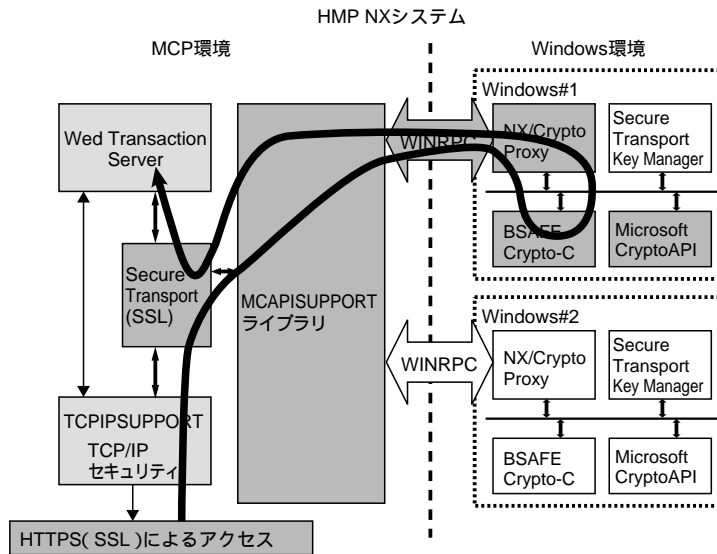 HMP NXシステム
MCP環境
Windows環境
Wed Transaction
Server
Secure
Transport
(SSL)
TCPIPSUPPORT
TCP/IP
セキュリティ
HTTPS( SSL )によるアクセス
MCAPISUPPORT
ライブラリ
WINRPC
Windows#1
NX/Crypto
Proxy
Secure
Transport
Key Manager
BSAFE
Crypto-C
Microsoft
CryptoAPI
WINRPC
Windows#2
NX/Crypto
Proxy
Secure
Transport
Key Manager
BSAFE
Crypto-C
Microsoft
CryptoAPI